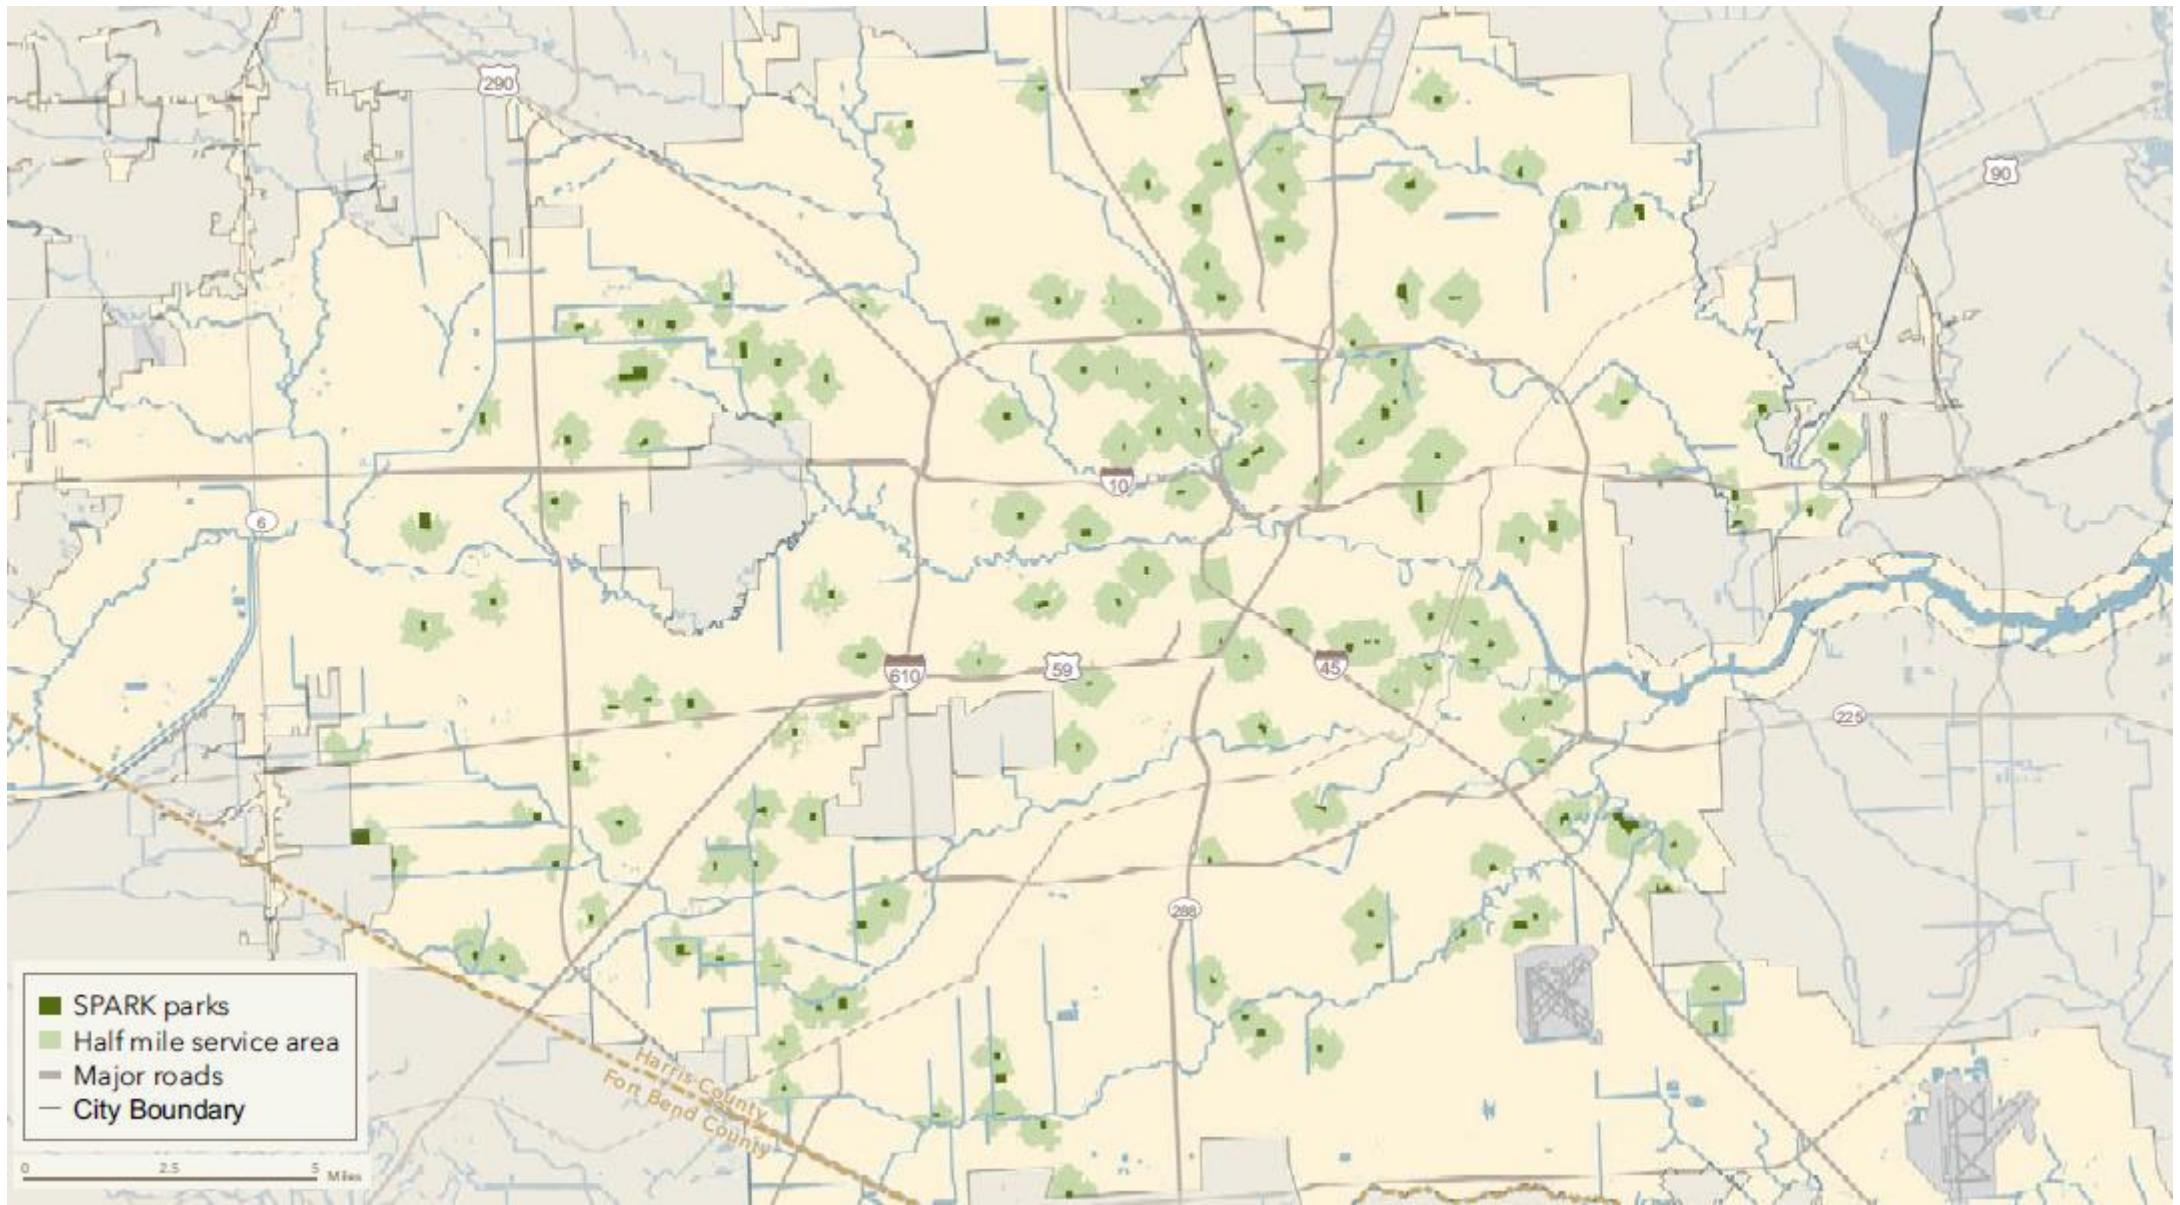 290
90
6
10
610
59
45
225
288
SPARK parks
Half mile service area
Major roads
City Boundary
Harris County
Fort Bend County
0 2.5 5 Miles